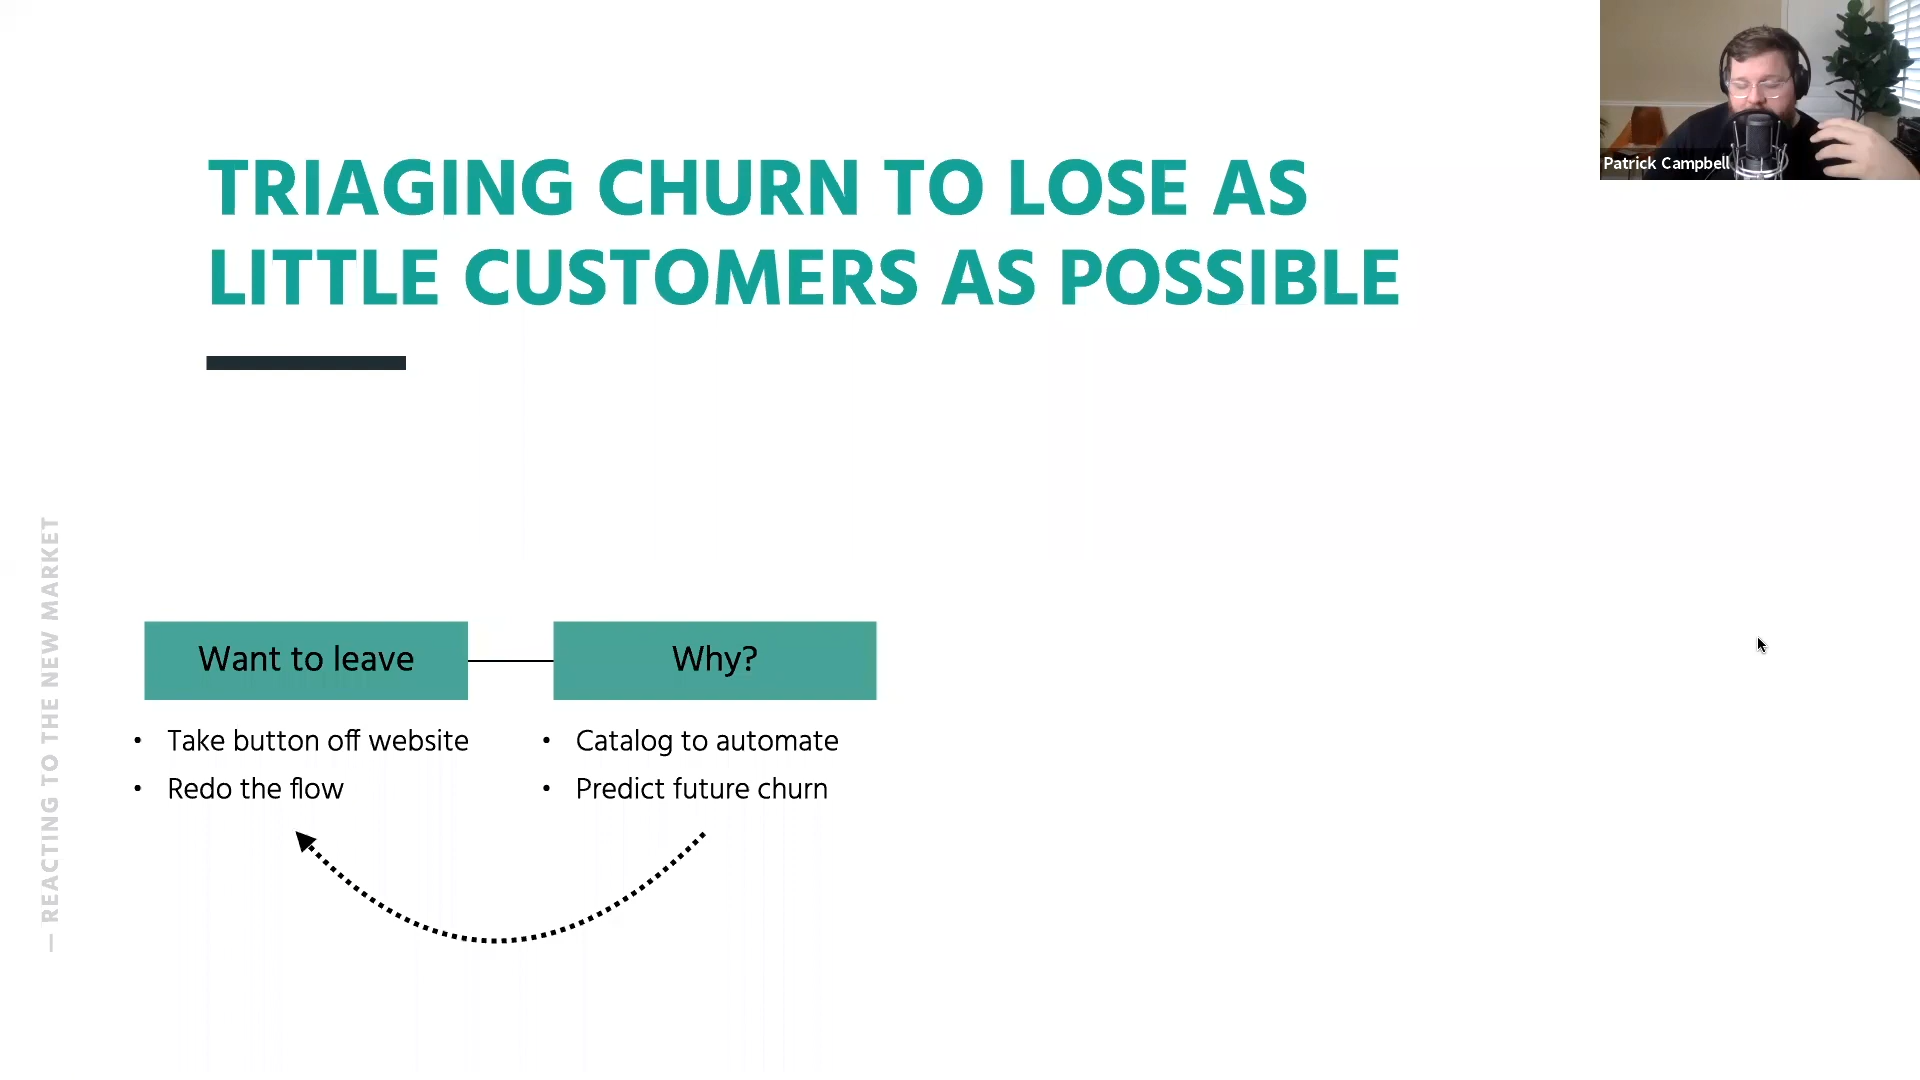 Patrick Campbell
TRIAGING CHURN TO LOSE AS
LITTLE CUSTOMERS AS POSSIBLE
— REACTING TO THE NEW MARKET
Want to leave
• Take button off website
• Redo the flow
Why?
• Catalog to automate
• Predict future churn